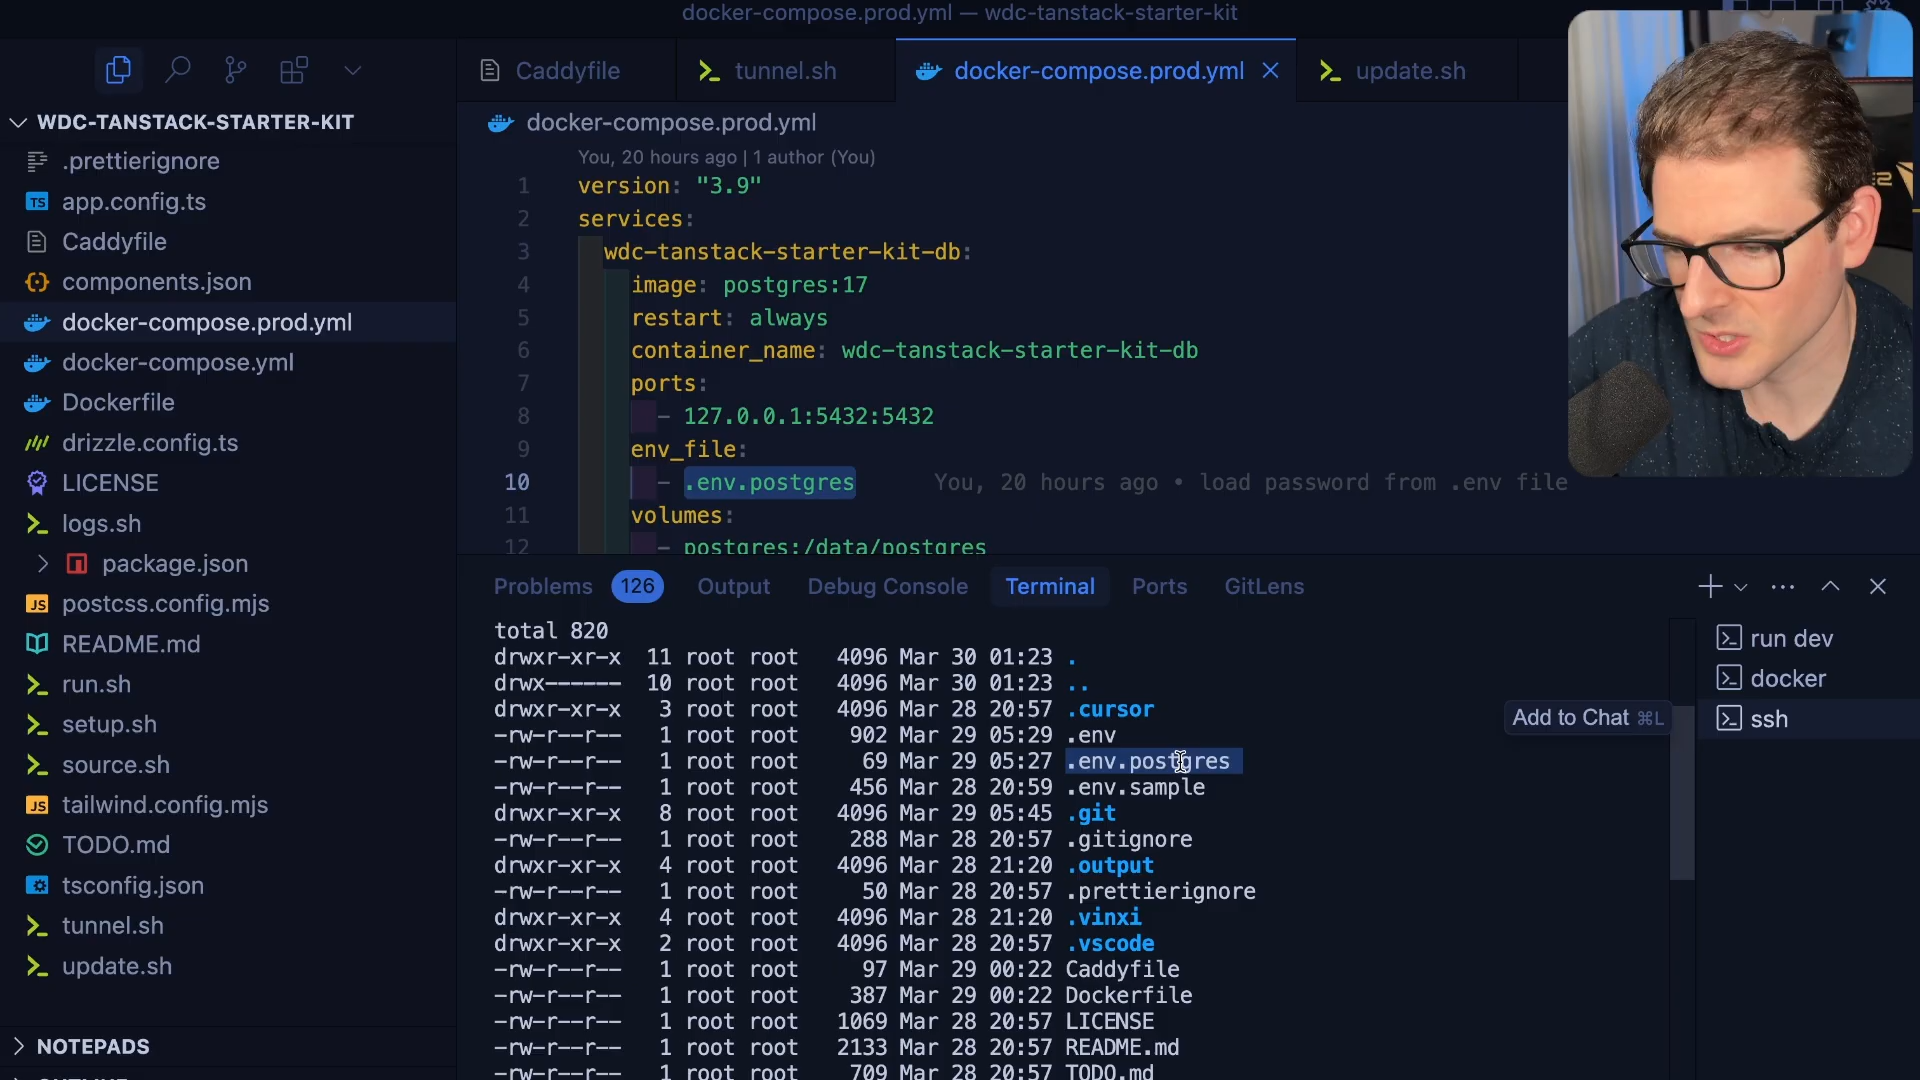 docker-compose.prod.yml — wdc-tanstack-starter-kit
Caddyfile
tunnel.sh
docker-compose.prod.yml
update.sh
WDC-TANSTACK-STARTER-KIT
.prettierignore
TS app.config.ts
Caddyfile
components.json
docker-compose.prod.yml
docker-compose.yml
Dockerfile
drizzle.config.ts
LICENSE
logs.sh
package.json
JS postcss.config.mjs
README.md
run.sh
setup.sh
source.sh
JS tailwind.config.mjs
TODO.md
tsconfig.json
tunnel.sh
update.sh
NOTEPADS
docker-compose.prod.yml
You, 20 hours ago | 1 author (You)
1 version: "3.9"
2 services:
3 wdc-tanstack-starter-kit-db:
4 image: postgres:17
5 restart: always
6 container_name: wdc-tanstack-starter-kit-db
7 ports:
8 - 127.0.0.1:5432:5432
9 env_file:
10 - .env.postgres You, 20 hours ago • load password from .env file
11 volumes:
12 - postgres:/data/postgres
Problems 126 Output Debug Console Terminal Ports GitLens
total 820
drwxr-xr-x 11 root root 4096 Mar 30 01:23 .
drwx------ 10 root root 4096 Mar 30 01:23 ..
drwxr-xr-x 3 root root 4096 Mar 28 20:57 .cursor
-rw-r--r-- 1 root root 902 Mar 29 05:29 .env
-rw-r--r-- 1 root root 69 Mar 29 05:27 .env.postgres
-rw-r--r-- 1 root root 456 Mar 28 20:59 .env.sample
drwxr-xr-x 8 root root 4096 Mar 29 05:45 .git
-rw-r--r-- 1 root root 288 Mar 28 20:57 .gitignore
drwxr-xr-x 4 root root 4096 Mar 28 21:20 .output
-rw-r--r-- 1 root root 50 Mar 28 20:57 .prettierignore
drwxr-xr-x 4 root root 4096 Mar 28 21:20 .vinxi
drwxr-xr-x 2 root root 4096 Mar 28 20:57 .vscode
-rw-r--r-- 1 root root 97 Mar 29 00:22 Caddyfile
-rw-r--r-- 1 root root 387 Mar 29 00:22 Dockerfile
-rw-r--r-- 1 root root 1069 Mar 28 20:57 LICENSE
-rw-r--r-- 1 root root 2133 Mar 28 20:57 README.md
-rw-r--r-- 1 root root 709 Mar 28 20:57 TODO.md
Add to Chat ⌘L
run dev
docker
ssh